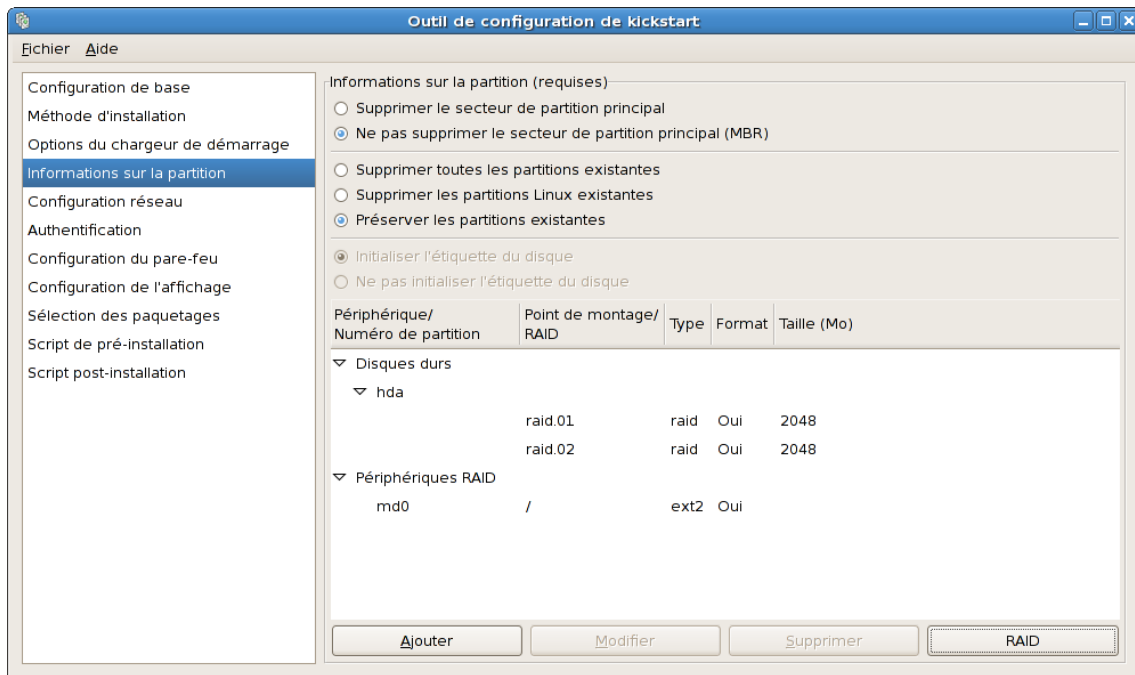 Outil de configuration de kickstart
Fichier Aide
Configuration de base
Méthode d'installation
Options du chargeur de démarrage
Informations sur la partition
Configuration réseau
Authentification
Configuration du pare-feu
Configuration de l'affichage
Sélection des paquetages
Script de pré-installation
Script post-installation
Informations sur la partition (requises)
Supprimer le secteur de partition principal
Ne pas supprimer le secteur de partition principal (MBR)
Supprimer toutes les partitions existantes
Supprimer les partitions Linux existantes
Préserver les partitions existantes
Initialiser l'étiquette du disque
Ne pas initialiser l'étiquette du disque
Périphérique/ Point de montage/
Numéro de partition RAID Type Format Taille (Mo)
Disques durs
hda
raid.01 raid Oui 2048
raid.02 raid Oui 2048
Périphériques RAID
md0 / ext2 Oui
Ajouter Modifier Supprimer RAID